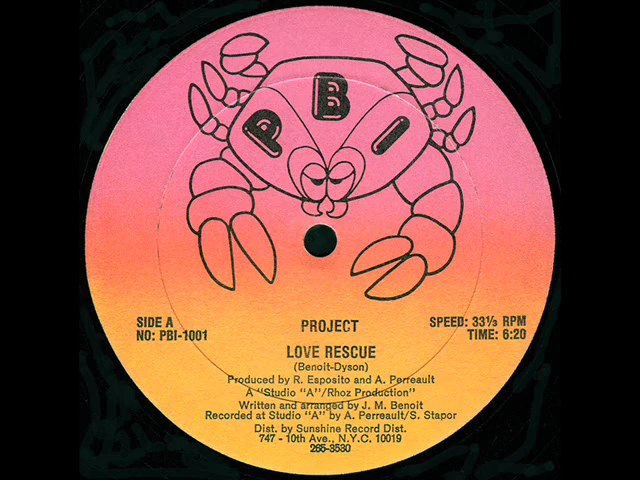 PBI
SIDE A
NO: PBI-1001
PROJECT
SPEED: 33⅓ RPM
TIME: 6:20
LOVE RESCUE
(Benoit-Dyson)
Produced by R. Esposito and A. Perreault
A "Studio "A"/Rhoz Production"
Written and arranged by J. M. Benoit
Recorded at Studio "A" by A. Perreault/S. Stapor
Dist. by Sunshine Record Dist.
747 - 10th Ave., N.Y.C. 10019
265-3530